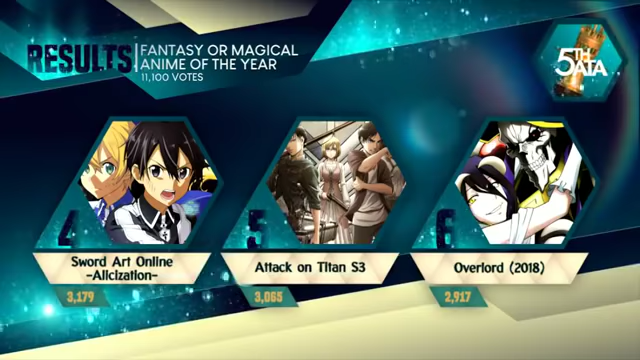 RESULTS
FANTASY OR MAGICAL
ANIME OF THE YEAR
11,100 VOTES
5TH
ATA
4
5
6
Sword Art Online
-Alicization-
Attack on Titan S3
Overlord (2018)
3,179
3,065
2,917